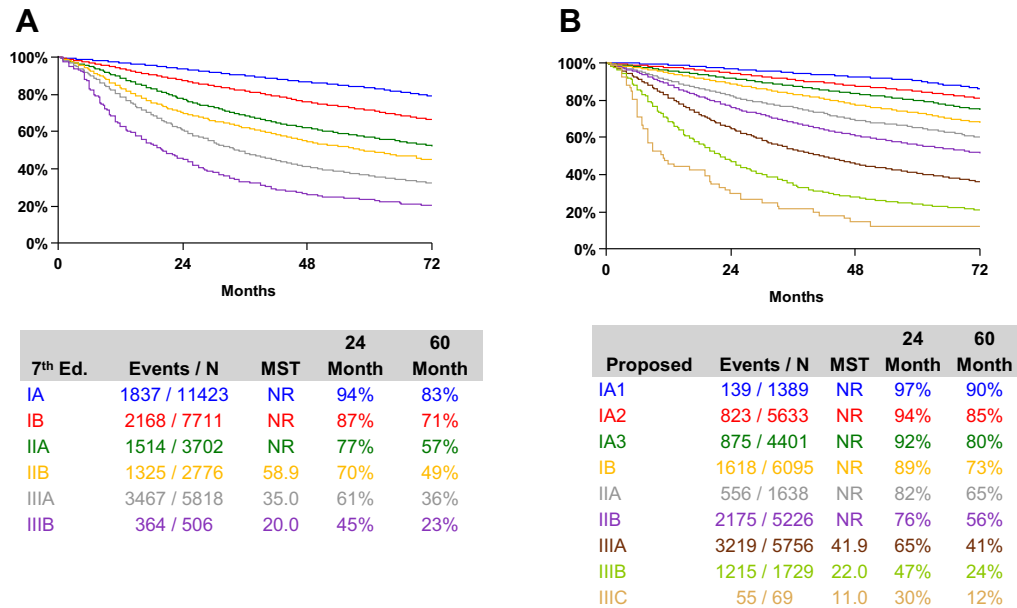 A
100%
80%
60%
40%
20%
0%
0 24 48 72
Months
24 60
7th Ed. Events / N MST Month Month
IA 1837 / 11423 NR 94% 83%
IB 2168 / 7711 NR 87% 71%
IIA 1514 / 3702 NR 77% 57%
IIB 1325 / 2776 58.9 70% 49%
IIIA 3467 / 5818 35.0 61% 36%
IIIB 364 / 506 20.0 45% 23%
B
100%
80%
60%
40%
20%
0%
0 24 48 72
Months
24 60
Proposed Events / N MST Month Month
IA1 139 / 1389 NR 97% 90%
IA2 823 / 5633 NR 94% 85%
IA3 875 / 4401 NR 92% 80%
IB 1618 / 6095 NR 89% 73%
IIA 556 / 1638 NR 82% 65%
IIB 2175 / 5226 NR 76% 56%
IIIA 3219 / 5756 41.9 65% 41%
IIIB 1215 / 1729 22.0 47% 24%
IIIC 55 / 69 11.0 30% 12%